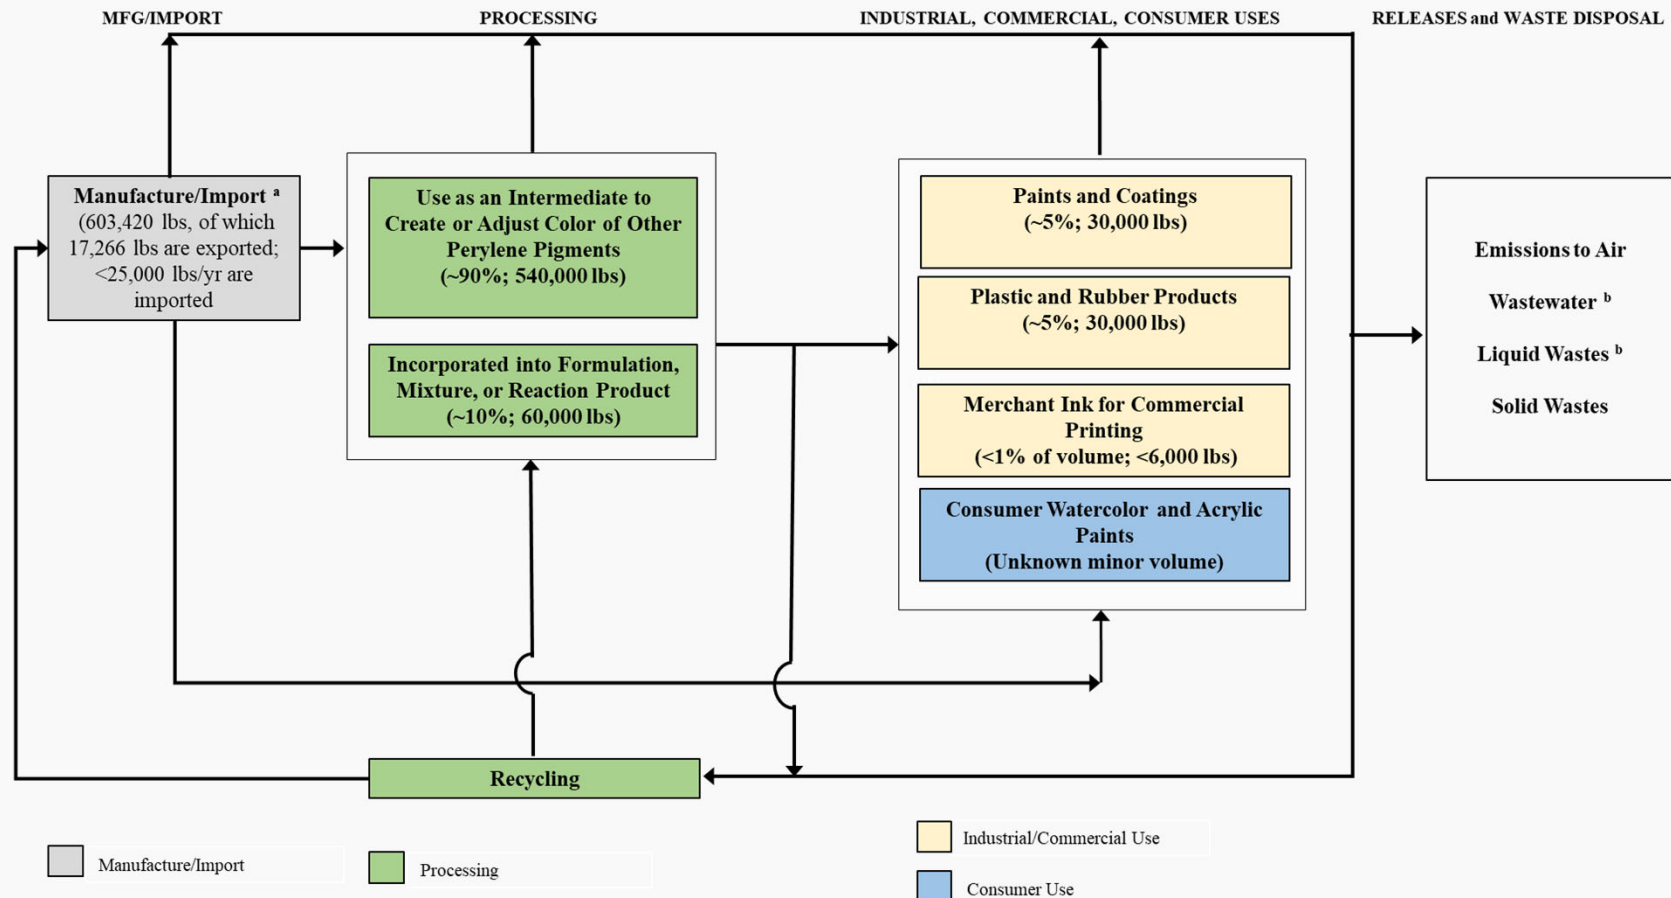 MFG/IMPORT
PROCESSING
INDUSTRIAL, COMMERCIAL, CONSUMER USES
RELEASES and WASTE DISPOSAL
Manufacture/Import ᵃ
(603,420 lbs, of which
17,266 lbs are exported;
<25,000 lbs/yr are
imported
Use as an Intermediate to
Create or Adjust Color of Other
Perylene Pigments
(~90%; 540,000 lbs)
Incorporated into Formulation,
Mixture, or Reaction Product
(~10%; 60,000 lbs)
Paints and Coatings
(~5%; 30,000 lbs)
Plastic and Rubber Products
(~5%; 30,000 lbs)
Merchant Ink for Commercial
Printing
(<1% of volume; <6,000 lbs)
Consumer Watercolor and Acrylic
Paints
(Unknown minor volume)
Emissions to Air
Wastewater ᵇ
Liquid Wastes ᵇ
Solid Wastes
Recycling
Manufacture/Import
Processing
Industrial/Commercial Use
Consumer Use